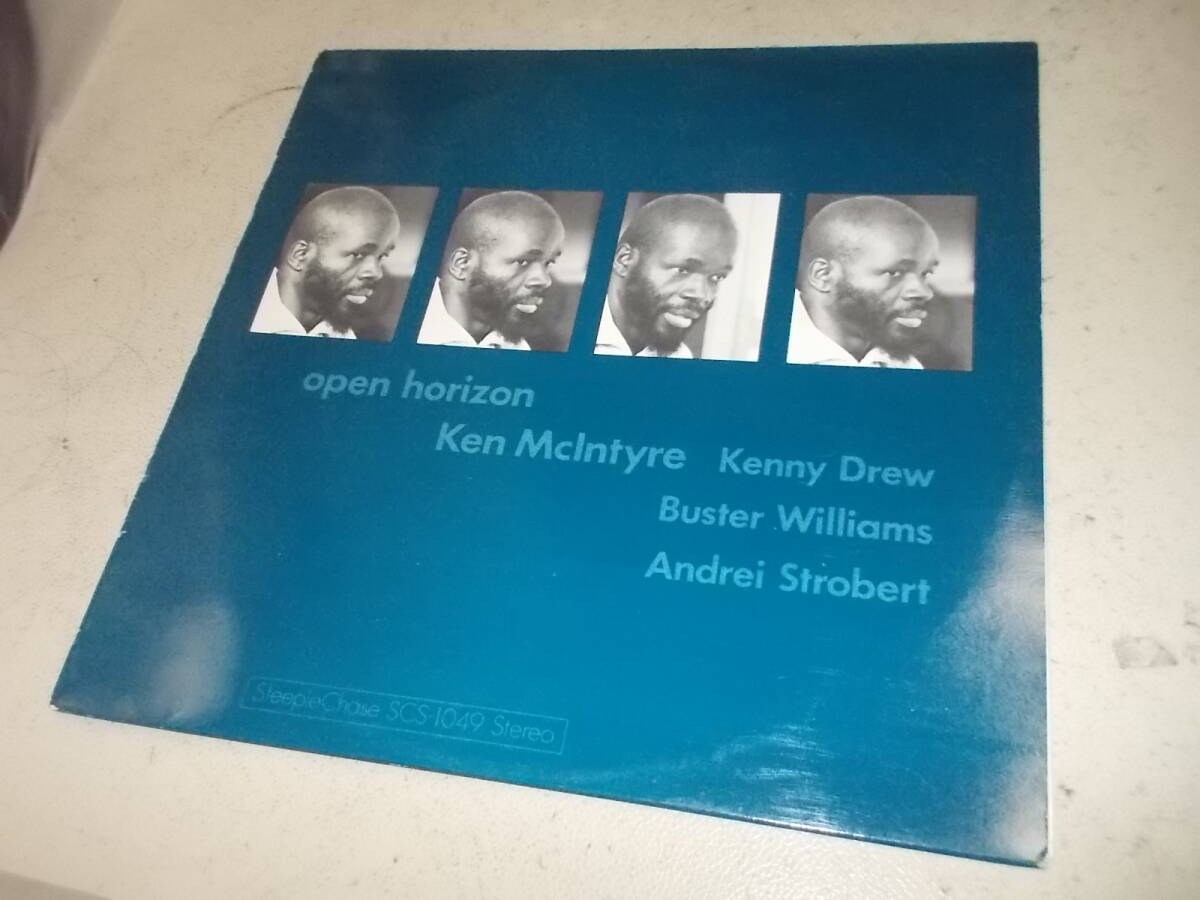 open horizon
Ken McIntyre Kenny Drew
Buster Williams
Andrei Strobert
SteepleChase SCS-1049 Stereo